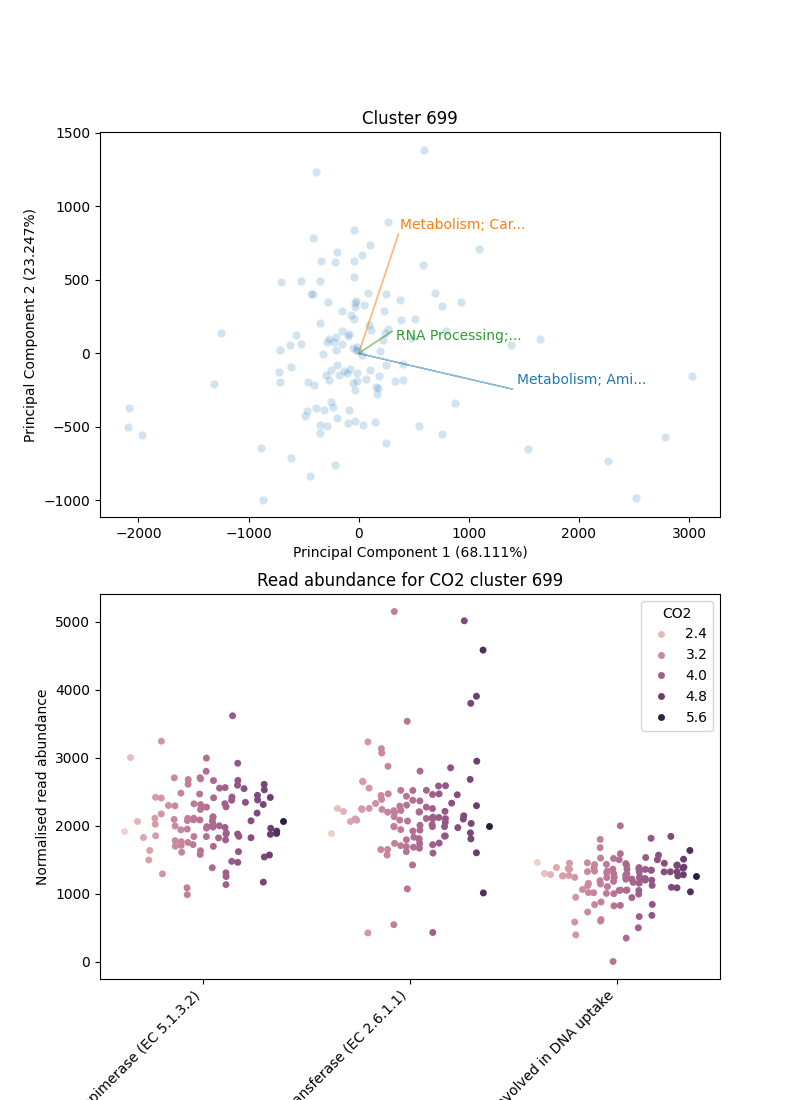 Cluster 699
1500
1000
500
0
−500
−1000
Principal Component 2 (23.247%)
Metabolism; Car...
RNA Processing;...
Metabolism; Ami...
−2000 −1000 0 1000 2000 3000
Principal Component 1 (68.111%)
Read abundance for CO2 cluster 699
5000
4000
3000
2000
1000
0
Normalised read abundance
CO2
2.4
3.2
4.0
4.8
5.6
pimerase (EC 5.1.3.2)
ansferase (EC 2.6.1.1)
volved in DNA uptake